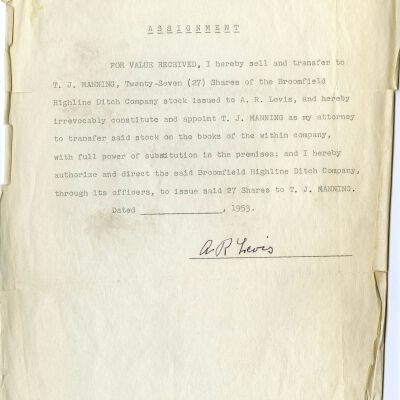 ASSIGNMENT
FOR VALUE RECEIVED, I hereby sell and transfer to
T. J. MANNING, Twenty-Seven (27) Shares of the Broomfield
Highline Ditch Company stock issued to A. R. Levis, and hereby
irrevocably constitute and appoint T. J. MANNING as my attorney
to transfer said stock on the books of the within company,
with full power of substitution in the premises: and I hereby
authorize and direct the said Broomfield Highline Ditch Company,
through its officers, to issue said 27 Shares to T. J. MANNING.
Dated ________________, 1953.
A. R. Levis